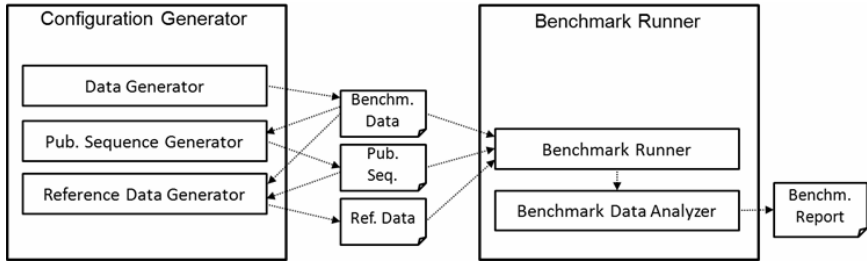 Configuration Generator
Data Generator
Pub. Sequence Generator
Reference Data Generator
Benchm.
Data
Pub.
Seq.
Ref. Data
Benchmark Runner
Benchmark Runner
Benchmark Data Analyzer
Benchm.
Report